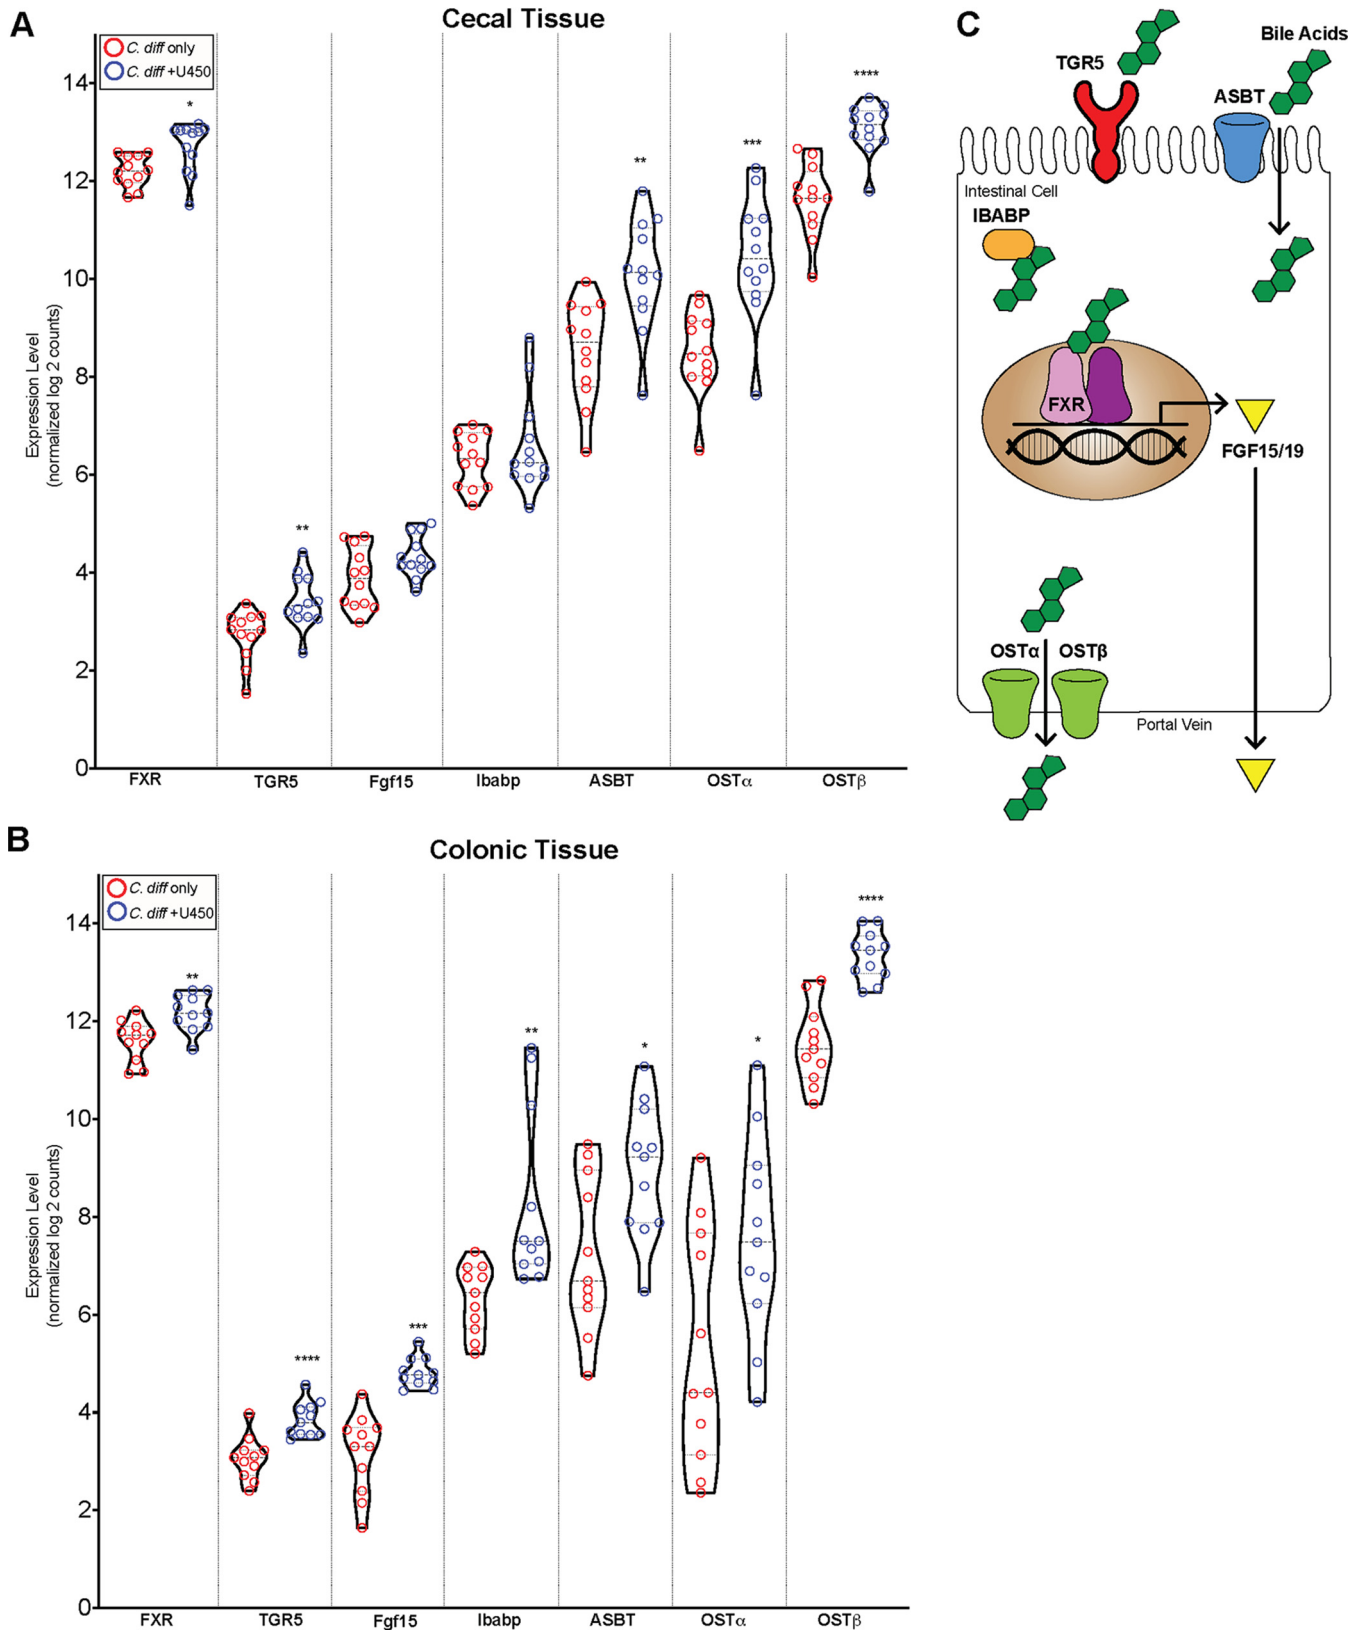 A
Cecal Tissue
C. diff only
C. diff +U450
Expression Level
(normalized log 2 counts)
14
12
10
8
6
4
2
0
*
**
**
***
****
FXR
TGR5
Fgf15
Ibabp
ASBT
OSTα
OSTβ
C
TGR5
Bile Acids
ASBT
Intestinal Cell
IBABP
FXR
FGF15/19
OSTα
OSTβ
Portal Vein
B
Colonic Tissue
C. diff only
C. diff +U450
Expression Level
(normalized log 2 counts)
14
12
10
8
6
4
2
0
**
****
***
**
*
*
****
FXR
TGR5
Fgf15
Ibabp
ASBT
OSTα
OSTβ